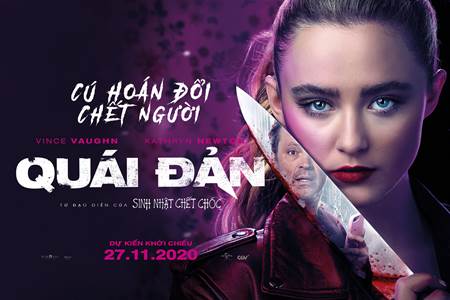 CÚ HOÁN ĐỔI
CHẾT NGƯỜI
VINCE VAUGHN KATHRYN NEWTON
QUÁI ĐẢN
TỪ ĐẠO DIỄN CỦA SINH NHẬT CHẾT CHÓC
DỰ KIẾN KHỞI CHIẾU
27.11.2020
CGV